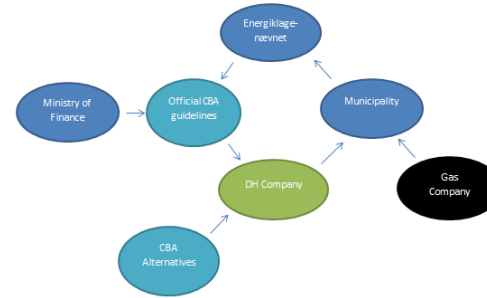 Energiklage-
nævnet
Ministry of
Finance
Official CBA
guidelines
Municipality
DH Company
Gas
Company
CBA
Alternatives